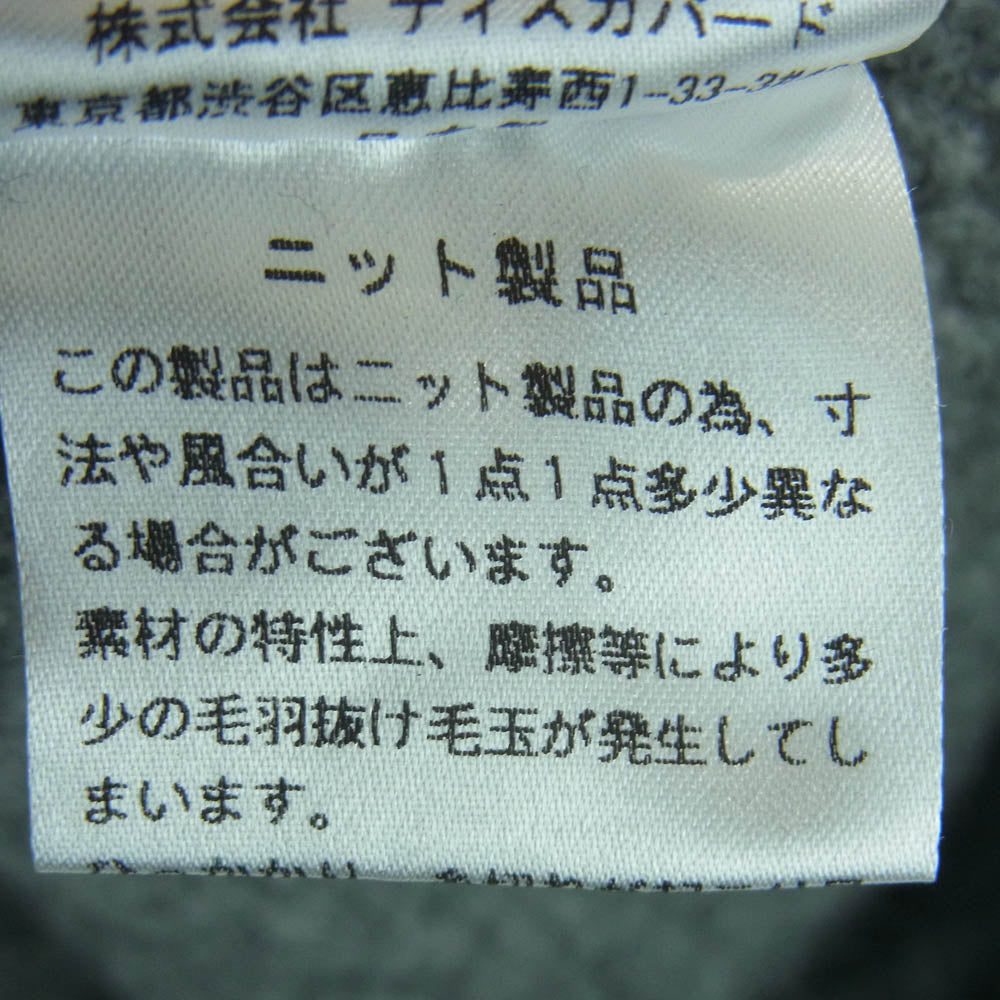 株式会社 ディスカバード
東京都渋谷区恵比寿西1-33-3
ニット製品
この製品はニット製品の為、寸
法や風合いが1点1点多少異な
る場合がございます。
素材の特性上、摩擦等により多
少の毛羽抜け毛玉が発生してし
まいます。